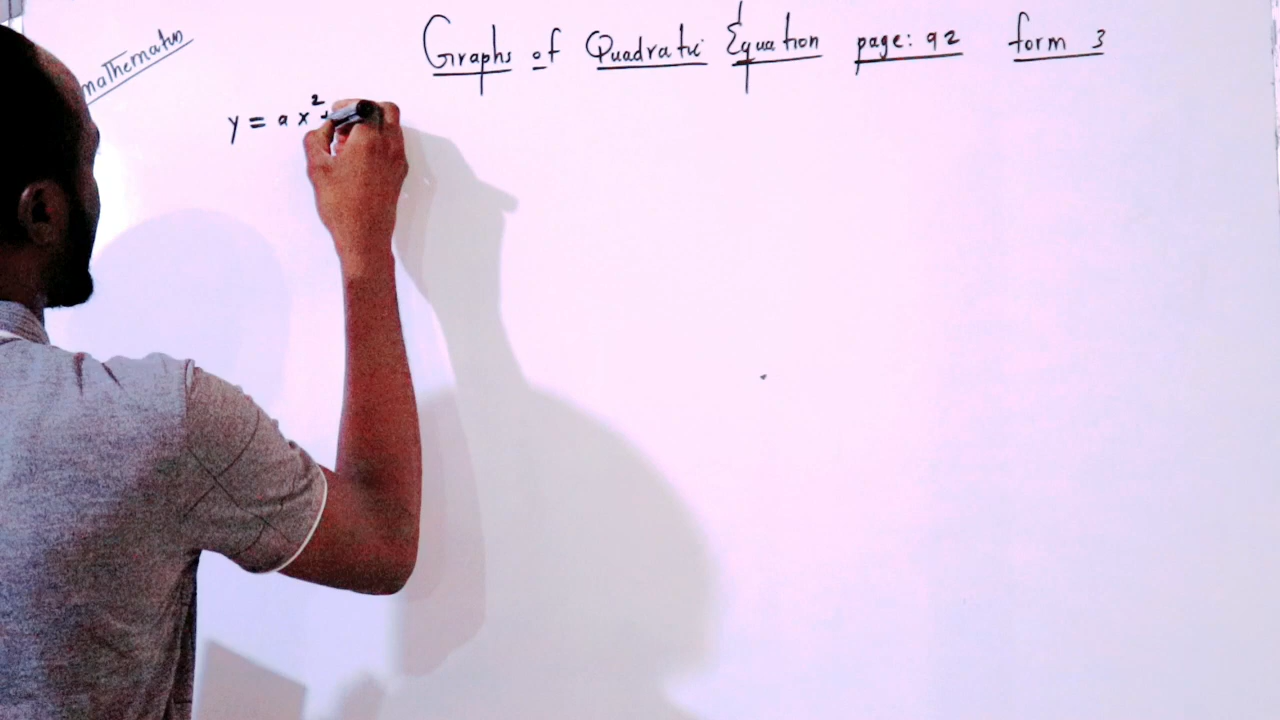 mathematics
Graphs of Quadratic Equation page: 92 form 3
y = ax² +